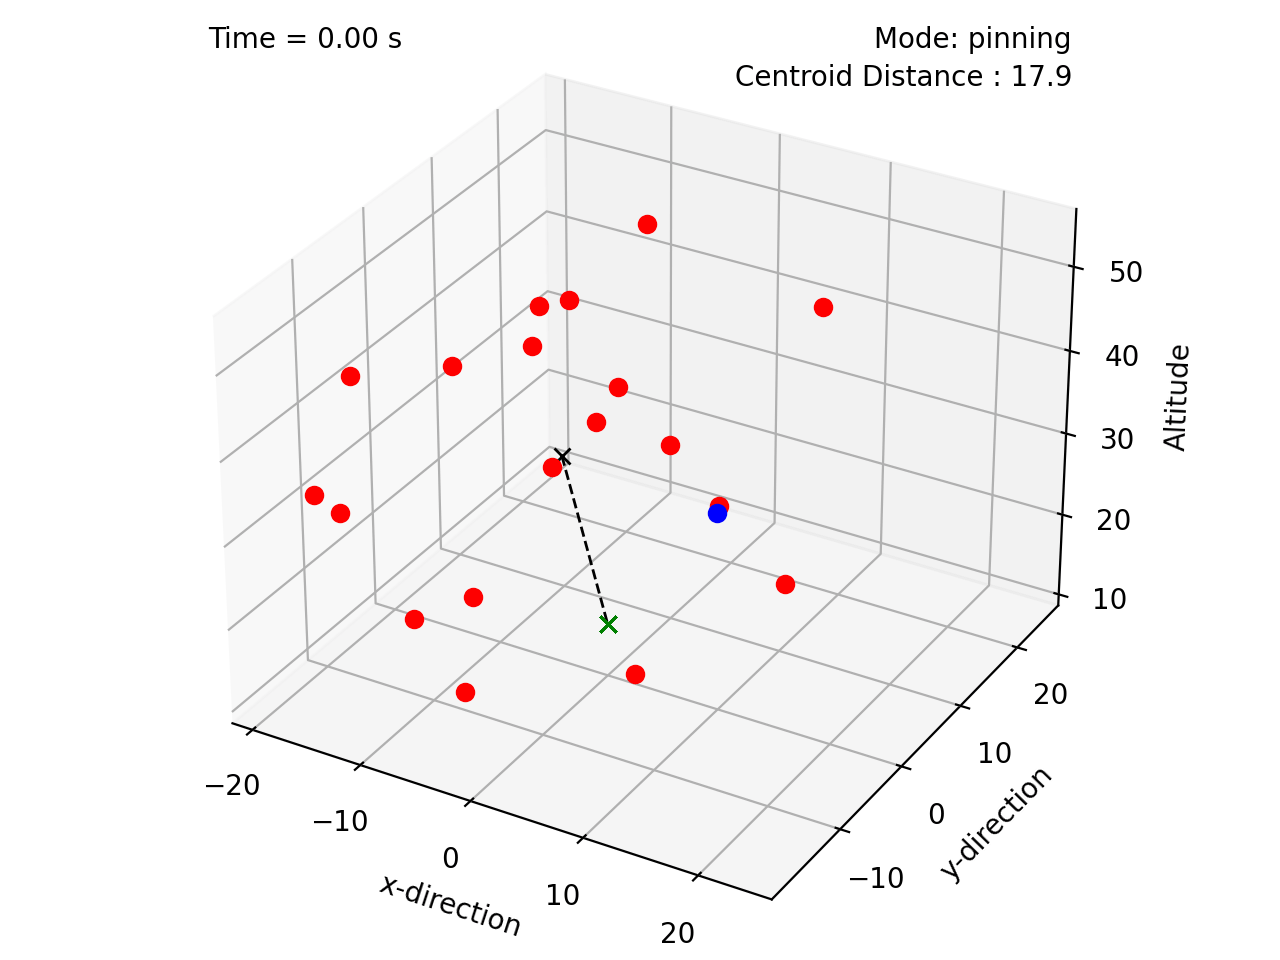 Time = 0.00 s
Mode: pinning
Centroid Distance : 17.9
50
40
30
20
10
Altitude
20
10
0
−10
y-direction
−20
−10
0
10
20
x-direction